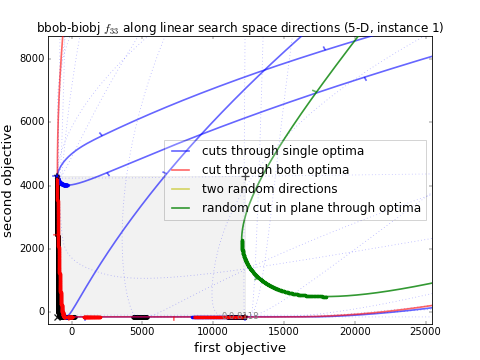 bbob-biobj f₃₃ along linear search space directions (5-D, instance 1)
second objective
8000
6000
4000
2000
0
cuts through single optima
cut through both optima
two random directions
random cut in plane through optima
0 5000 10000 15000 20000 25000
first objective